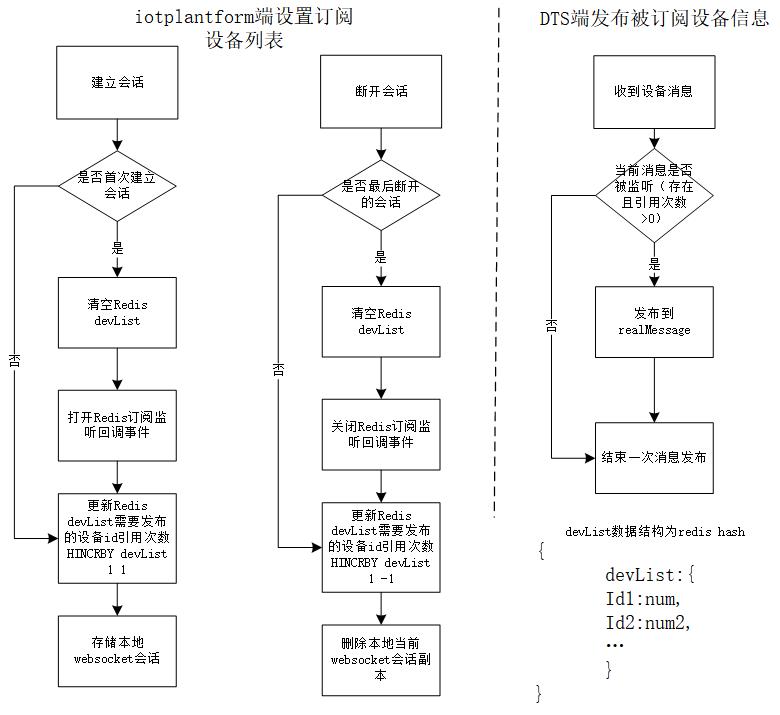 iotplantform端设置订阅
设备列表
建立会话
是否首次建立
会话
是
否
清空Redis
devList
打开Redis订阅监
听回调事件
更新Redis
devList需要发布
的设备id引用次数
HINCRBY devList
1 1
存储本地
websocket会话
断开会话
是否最后断开
的会话
是
否
清空Redis
devList
关闭Redis订阅监
听回调事件
更新Redis
devList需要发布
的设备id引用次数
HINCRBY devList
1 -1
删除本地当前
websocket会话副
本
DTS端发布被订阅设备信息
收到设备消息
当前消息是否
被监听（存在
且引用次数
>0）
是
否
发布到
realMessage
结束一次消息发布
devList数据结构为redis hash
{
devList:{
Id1:num,
Id2:num2,
…
}
}